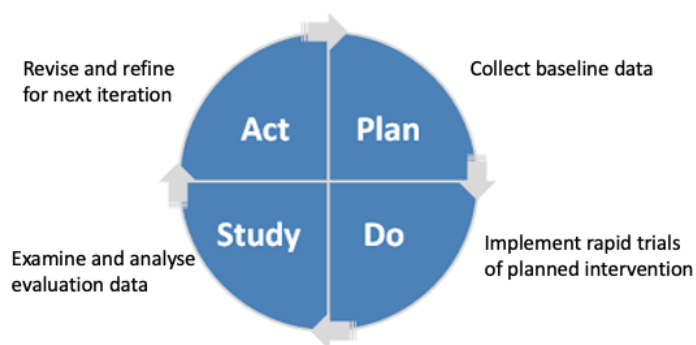 Revise and refine
for next iteration
Collect baseline data
Act
Plan
Study
Do
Examine and analyse
evaluation data
Implement rapid trials
of planned intervention